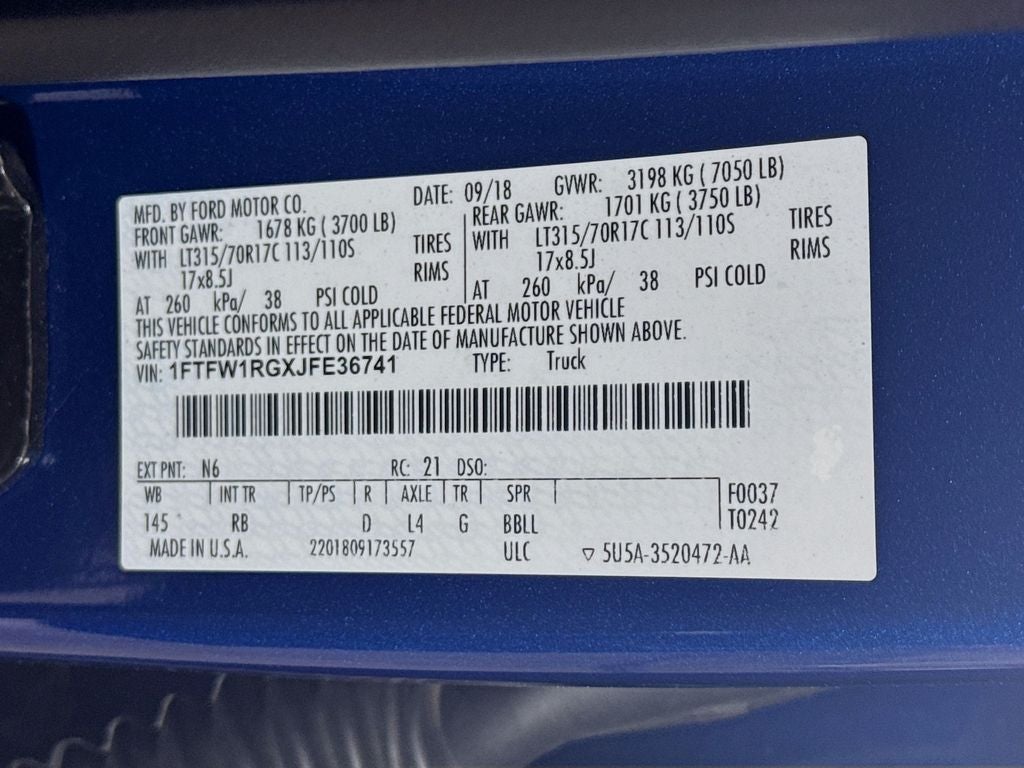 MFD. BY FORD MOTOR CO. DATE: 09/18 GVWR: 3198 KG ( 7050 LB)
FRONT GAWR: 1678 KG ( 3700 LB) REAR GAWR: 1701 KG ( 3750 LB)
WITH LT315/70R17C 113/110S TIRES WITH LT315/70R17C 113/110S TIRES
17x8.5J RIMS 17x8.5J RIMS
AT 260 kPa/ 38 PSI COLD AT 260 kPa/ 38 PSI COLD
THIS VEHICLE CONFORMS TO ALL APPLICABLE FEDERAL MOTOR VEHICLE
SAFETY STANDARDS IN EFFECT ON THE DATE OF MANUFACTURE SHOWN ABOVE.
VIN: 1FTFW1RGXJFE36741 TYPE: Truck
EXT PNT: N6 RC: 21 DSO:
WB INT TR TP/PS R AXLE TR SPR F0037
145 RB D L4 G BBLL T0242
MADE IN U.S.A. 2201809173557 ULC ▽ 5U5A-3520472-AA